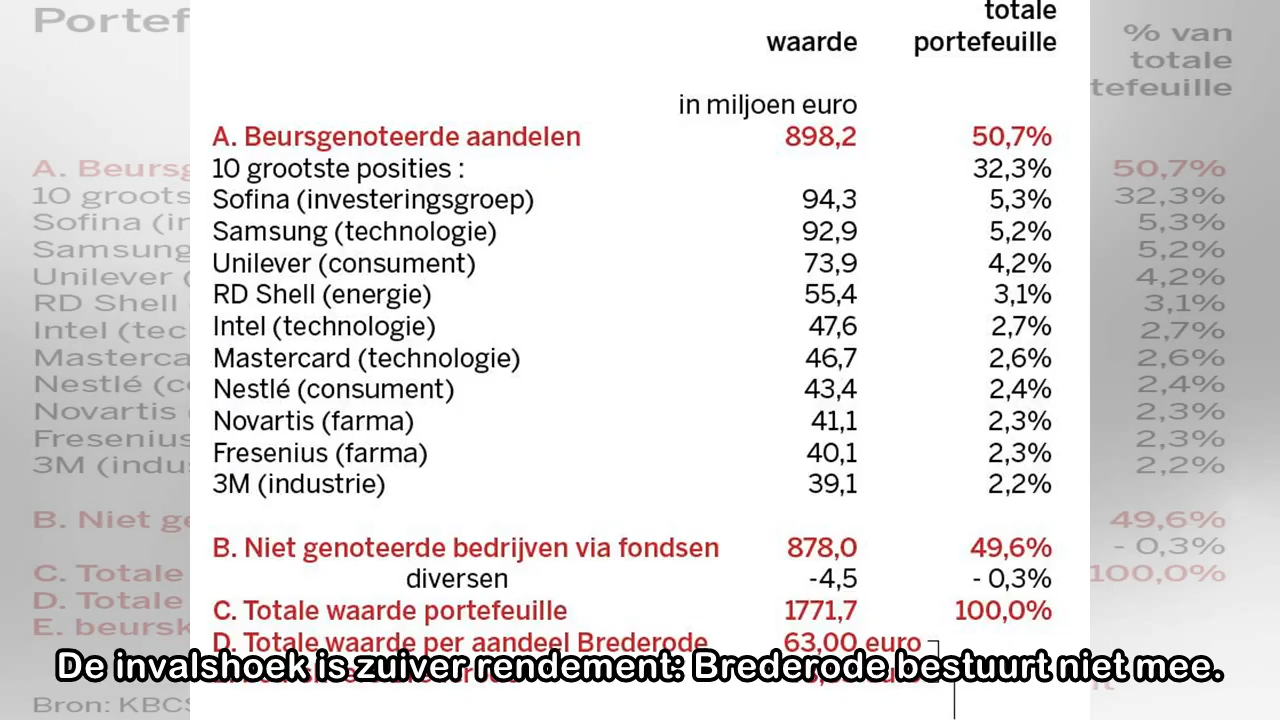 totale
waarde portefeuille
in miljoen euro
A. Beursgenoteerde aandelen 898,2 50,7%
10 grootste posities : 32,3%
Sofina (investeringsgroep) 94,3 5,3%
Samsung (technologie) 92,9 5,2%
Unilever (consument) 73,9 4,2%
RD Shell (energie) 55,4 3,1%
Intel (technologie) 47,6 2,7%
Mastercard (technologie) 46,7 2,6%
Nestlé (consument) 43,4 2,4%
Novartis (farma) 41,1 2,3%
Fresenius (farma) 40,1 2,3%
3M (industrie) 39,1 2,2%
B. Niet genoteerde bedrijven via fondsen 878,0 49,6%
diversen -4,5 - 0,3%
C. Totale waarde portefeuille 1771,7 100,0%
D. Totale waarde per aandeel Brederode 63,00 euro
De invalshoek is zuiver rendement: Brederode bestuurt niet mee.